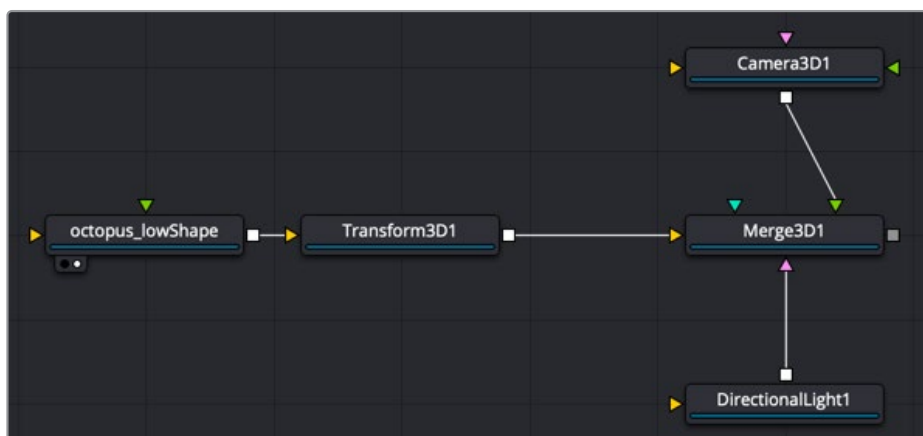 Camera3D1
octopus_lowShape
Transform3D1
Merge3D1
DirectionalLight1